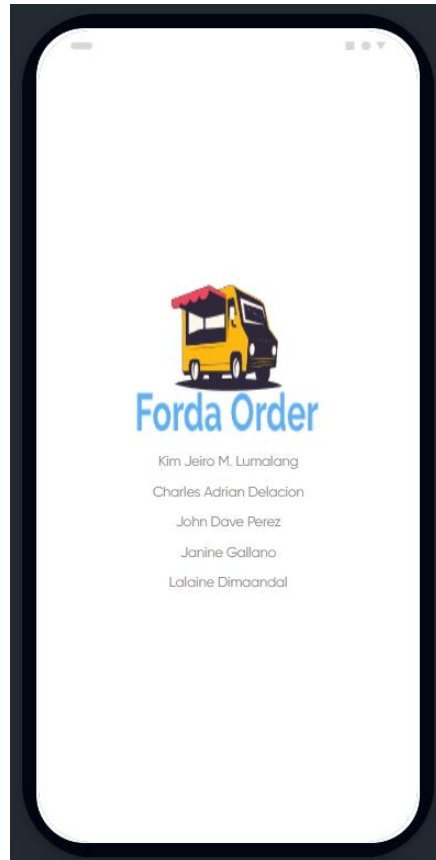 Forda Order
Kim Jeiro M. Lumalang
Charles Adrian Delacion
John Dave Perez
Janine Gallano
Lalaine Dimaandal